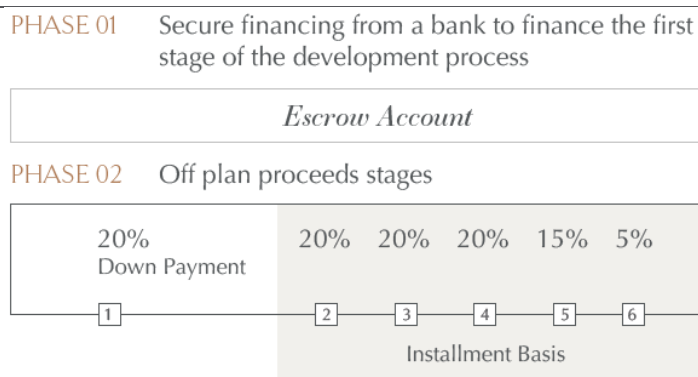 PHASE 01 Secure financing from a bank to finance the first
stage of the development process
Escrow Account
PHASE 02 Off plan proceeds stages
20% 20% 20% 20% 15% 5%
Down Payment
1 2 3 4 5 6
Installment Basis